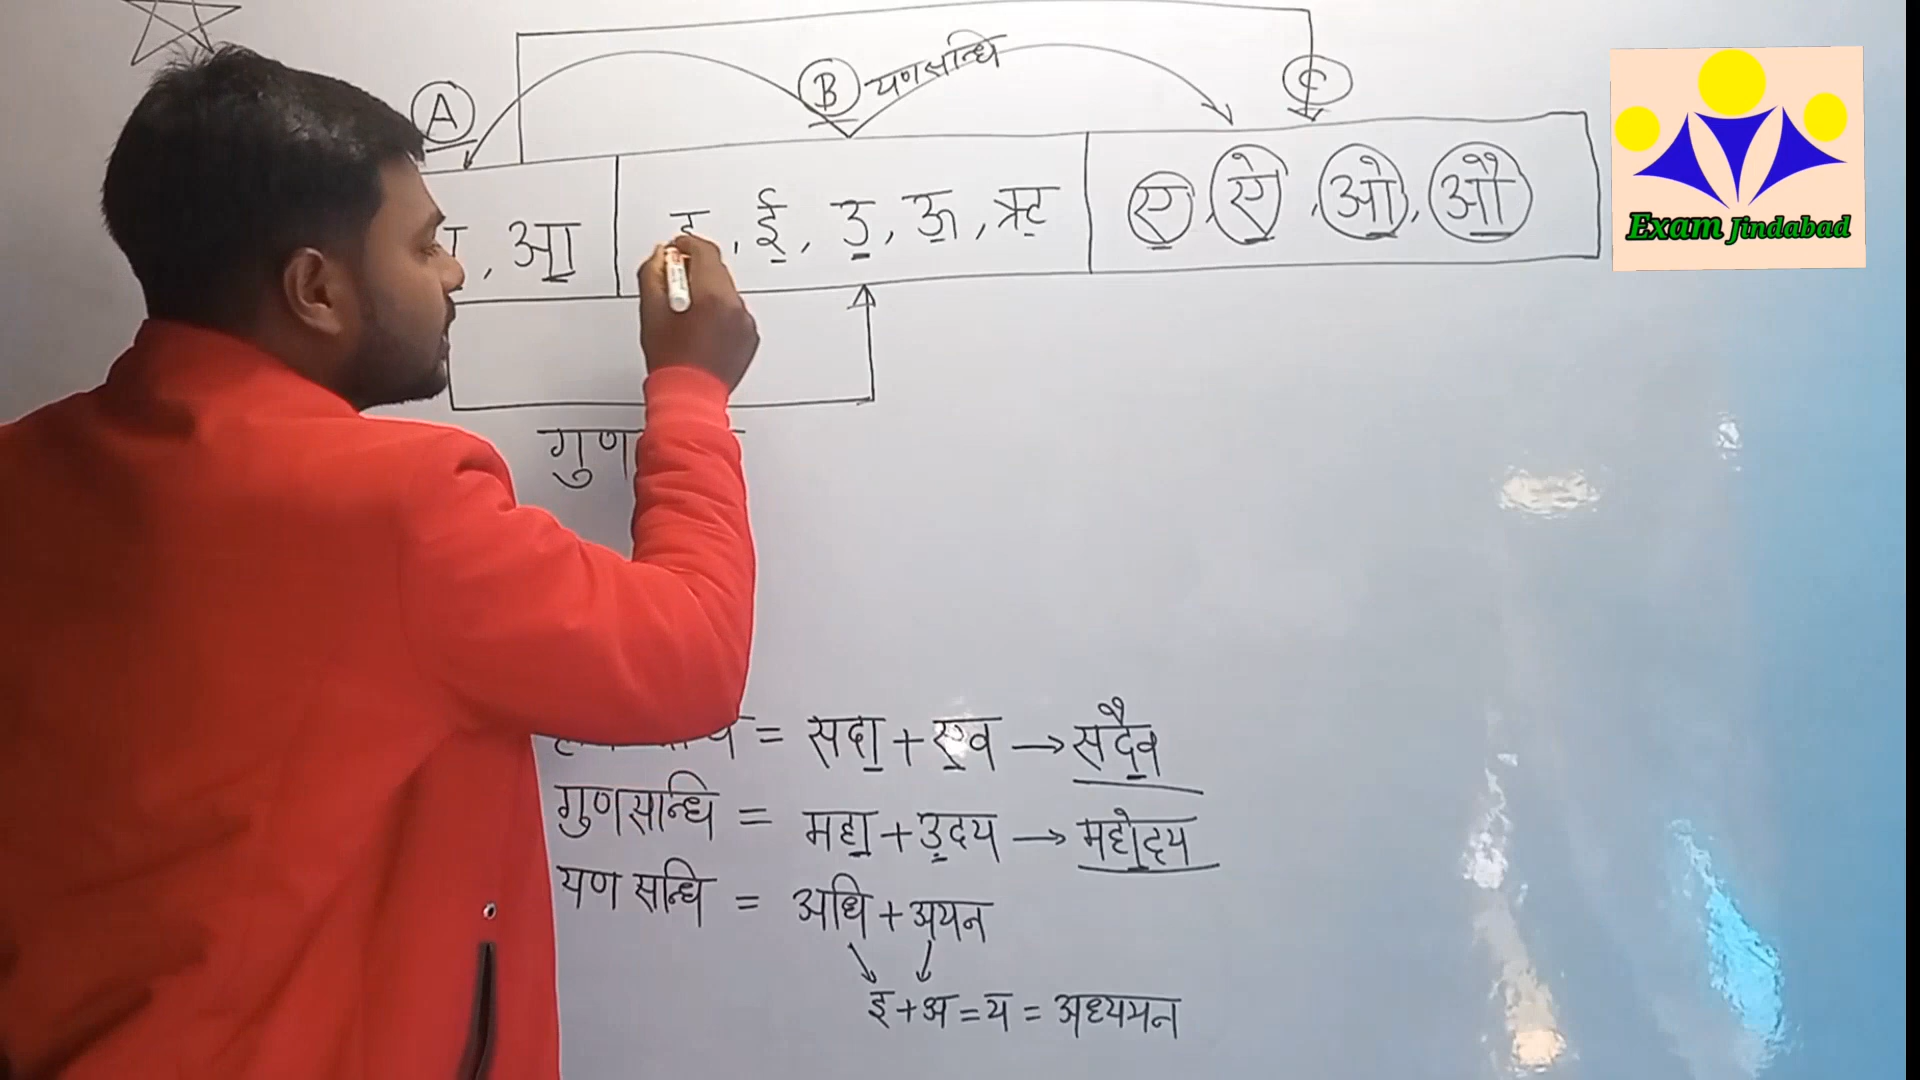 A B यणसन्धि C
, आ इ, ई, उ, ऊ, ऋ ए, ऐ, ओ, औ
Exam Jindabad
गुण
= सदा + एव → सदैव
गुणसन्धि = महा + उदय → महोदय
यण सन्धि = अधि + अयन
इ + अ = य = अध्ययन